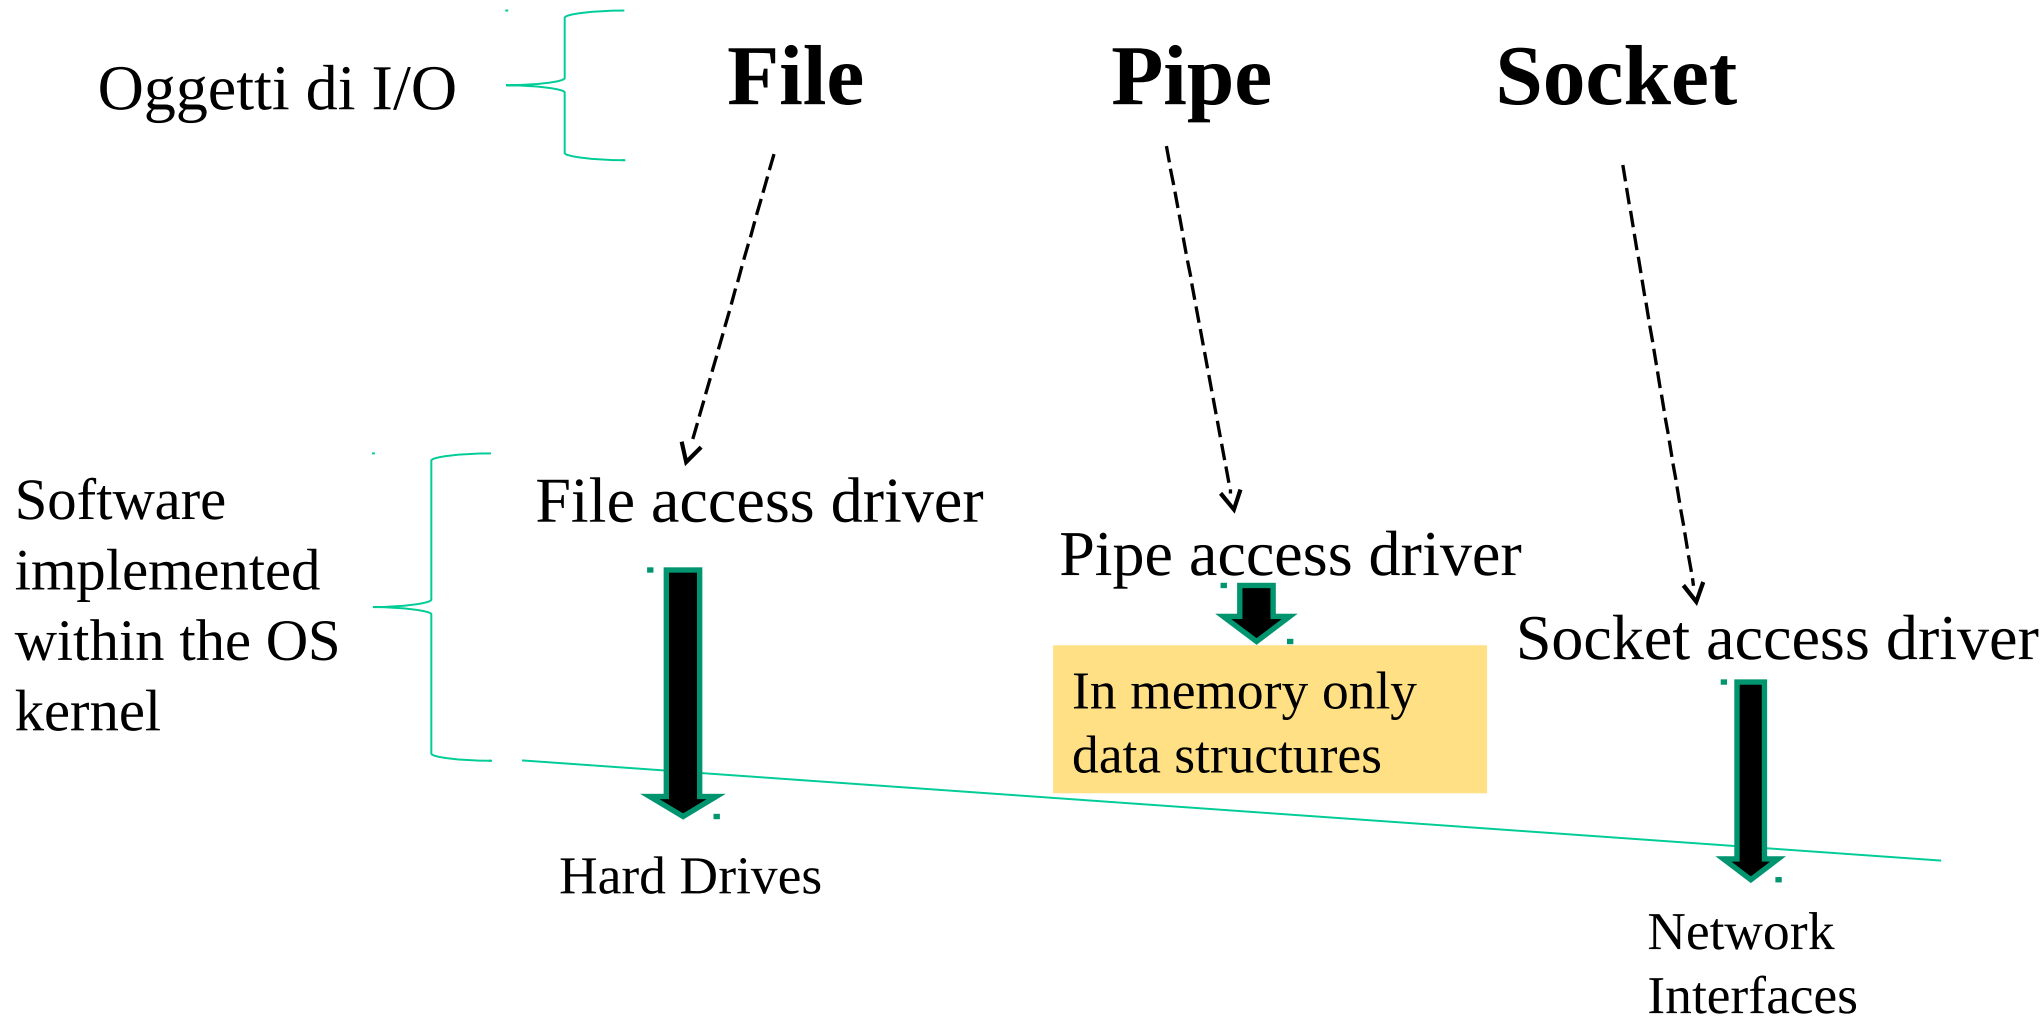 Oggetti di I/O
File
Pipe
Socket
Software
implemented
within the OS
kernel
File access driver
Pipe access driver
Socket access driver
In memory only
data structures
Hard Drives
Network
Interfaces